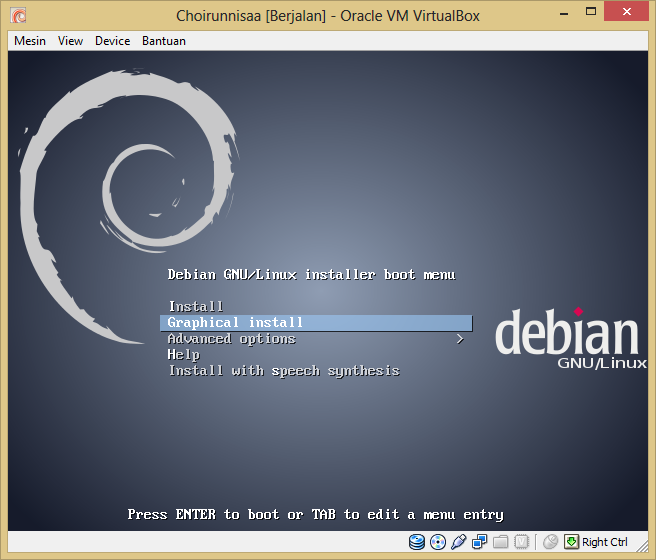 Choirunnisaa [Berjalan] - Oracle VM VirtualBox
Mesin View Device Bantuan
Debian GNU/Linux installer boot menu
Install
Graphical install
Advanced options >
Help
Install with speech synthesis
debian
GNU/Linux
Press ENTER to boot or TAB to edit a menu entry
Right Ctrl